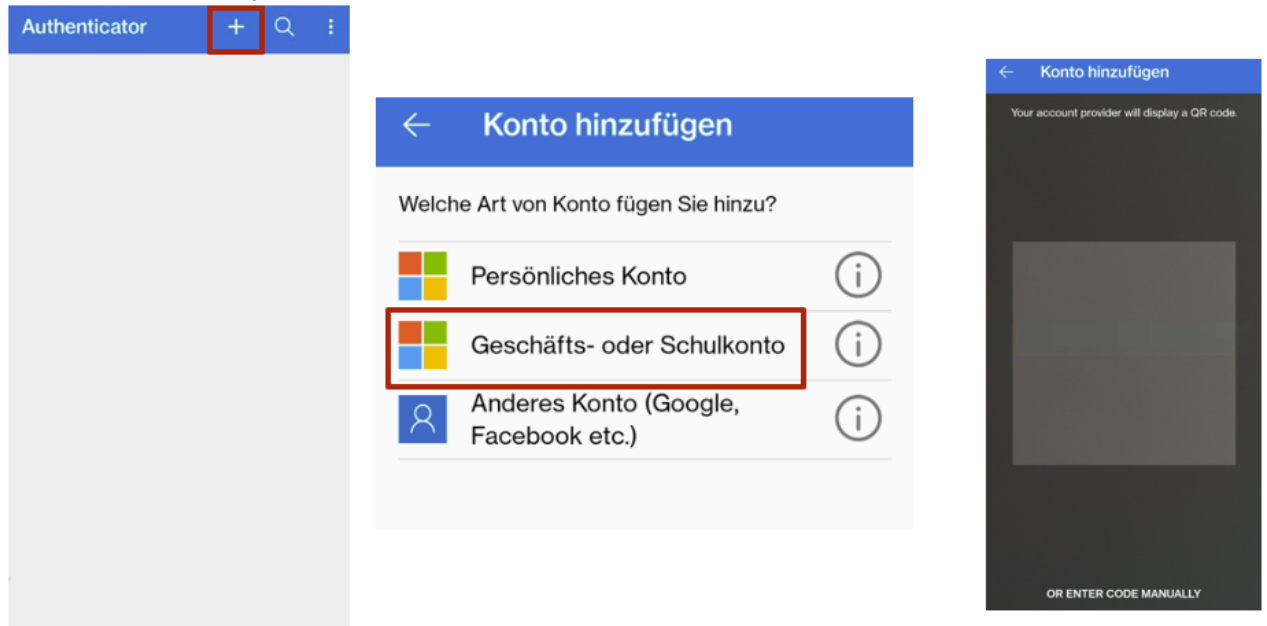 Authenticator
Konto hinzufügen
Welche Art von Konto fügen Sie hinzu?
Persönliches Konto
Geschäfts- oder Schulkonto
Anderes Konto (Google,
Facebook etc.)
Konto hinzufügen
Your account provider will display a QR code.
OR ENTER CODE MANUALLY